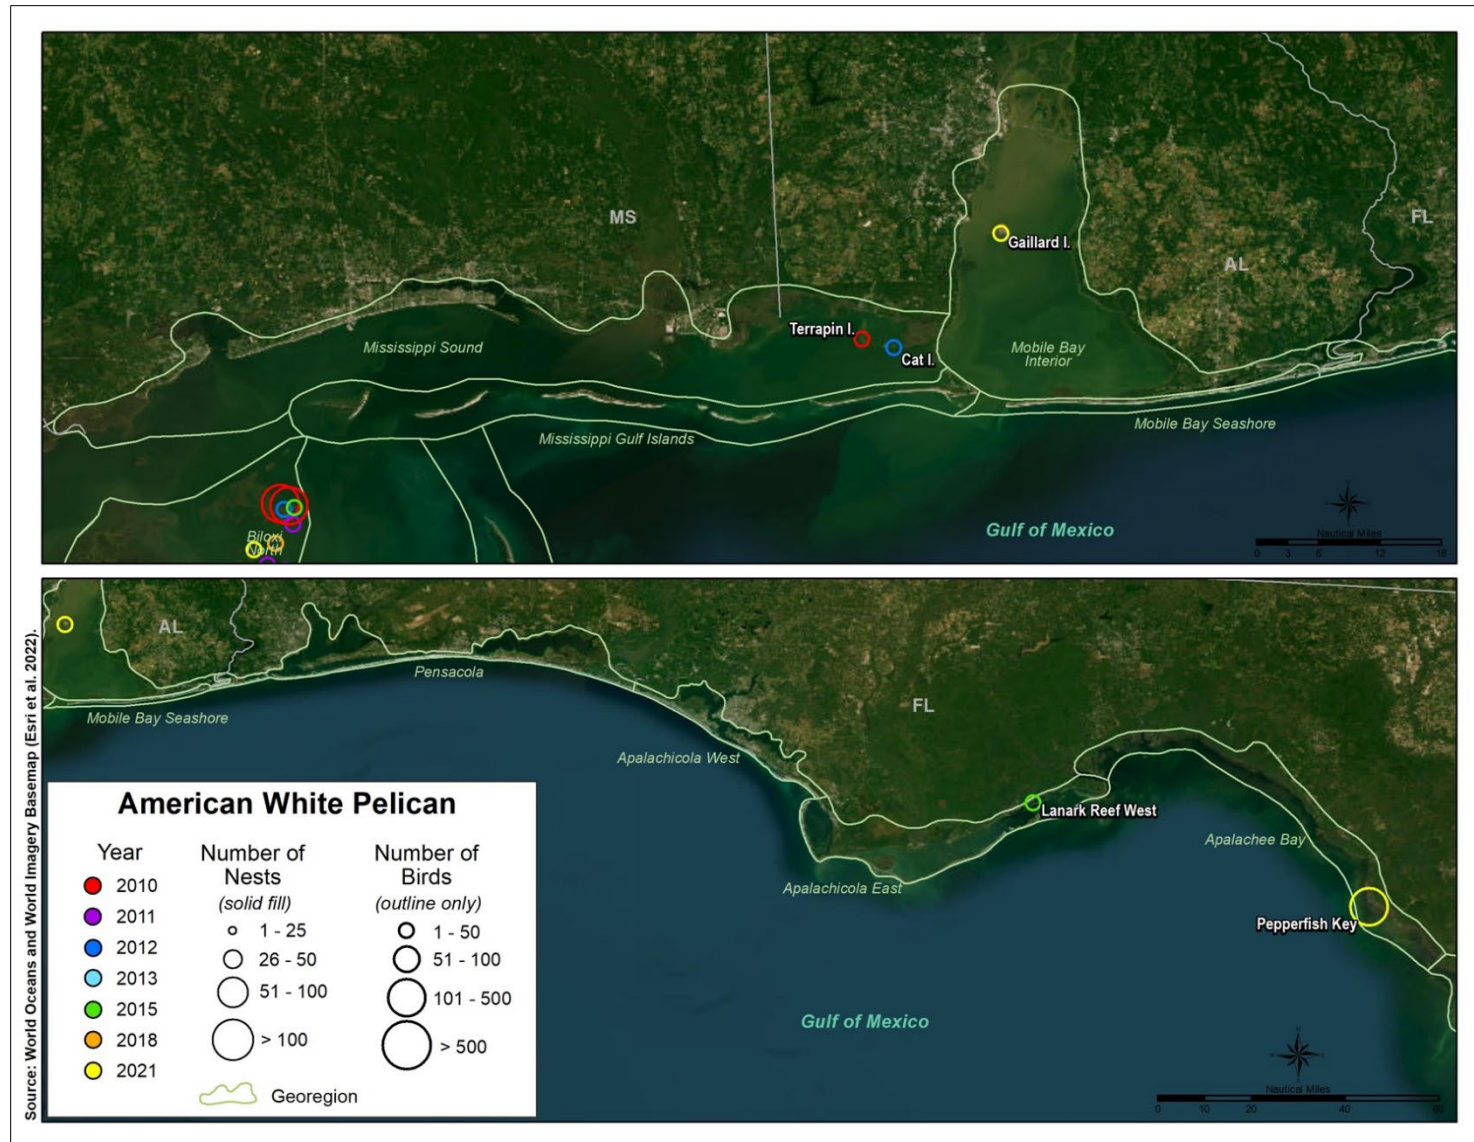 MS
FL
Gaillard I.
AL
Terrapin I.
Mississippi Sound
Cat I.
Mobile Bay
Interior
Mobile Bay Seashore
Mississippi Gulf Islands
Biloxi
North
Gulf of Mexico
Nautical Miles
0 3 6 12 18
Source: World Oceans and World Imagery Basemap (Esri et al. 2022).
AL
Pensacola
Mobile Bay Seashore
FL
Apalachicola West
Lanark Reef West
Apalachee Bay
Apalachicola East
Pepperfish Key
Gulf of Mexico
N
Nautical Miles
0 10 20 40 60
American White Pelican
Year
2010
2011
2012
2013
2015
2018
2021
Number of
Nests
(solid fill)
1 - 25
26 - 50
51 - 100
> 100
Number of
Birds
(outline only)
1 - 50
51 - 100
101 - 500
> 500
Georegion